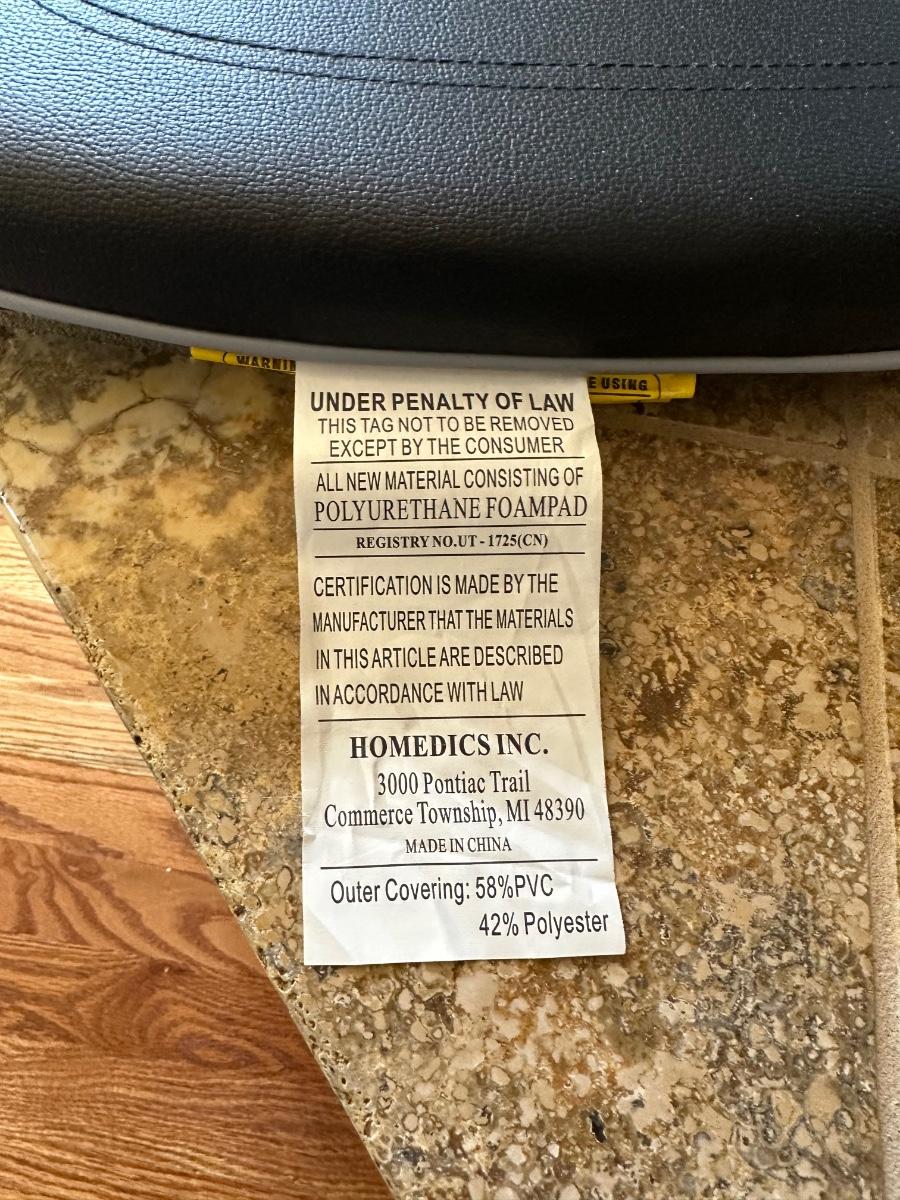 WARNIN
E USING
UNDER PENALTY OF LAW
THIS TAG NOT TO BE REMOVED
EXCEPT BY THE CONSUMER
ALL NEW MATERIAL CONSISTING OF
POLYURETHANE FOAMPAD
REGISTRY NO.UT - 1725(CN)
CERTIFICATION IS MADE BY THE
MANUFACTURER THAT THE MATERIALS
IN THIS ARTICLE ARE DESCRIBED
IN ACCORDANCE WITH LAW
HOMEDICS INC.
3000 Pontiac Trail
Commerce Township, MI 48390
MADE IN CHINA
Outer Covering: 58%PVC
42% Polyester